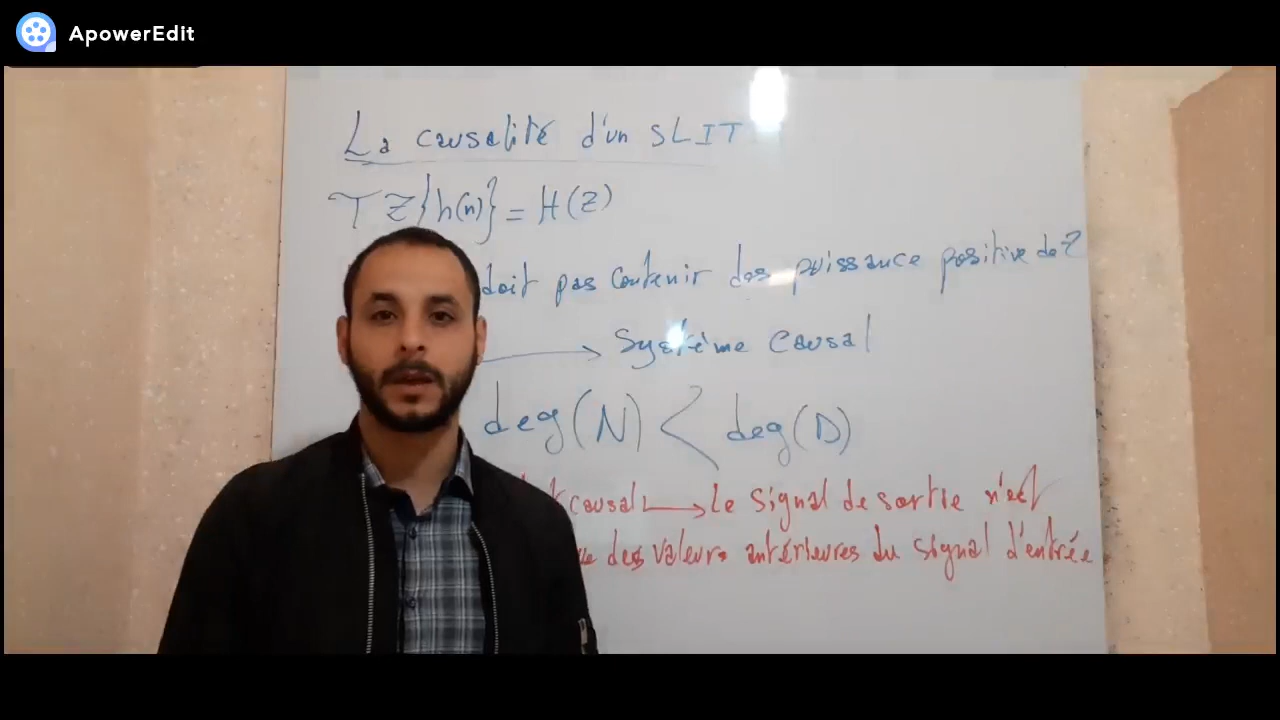 ApowerEdit
La causalité d'un SLIT
TZ{h(n)} = H(Z)
doit pas contenir des puissance positive de Z
→ Système causal
deg(N) < deg(D)
causal → Le signal de sortie n'est
des valeurs antérieures du signal d'entrée